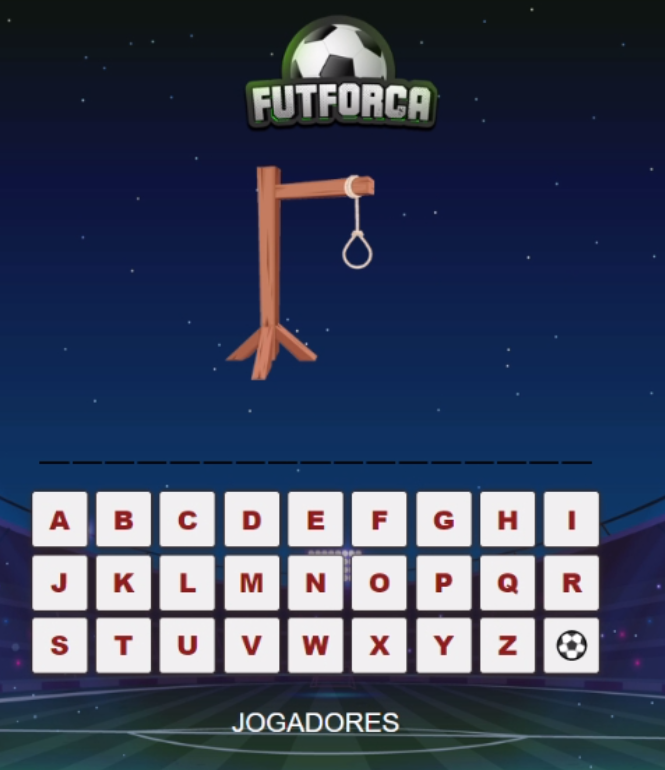 FUTFORCA
A B C D E F G H I
J K L M N O P Q R
S T U V W X Y Z
JOGADORES